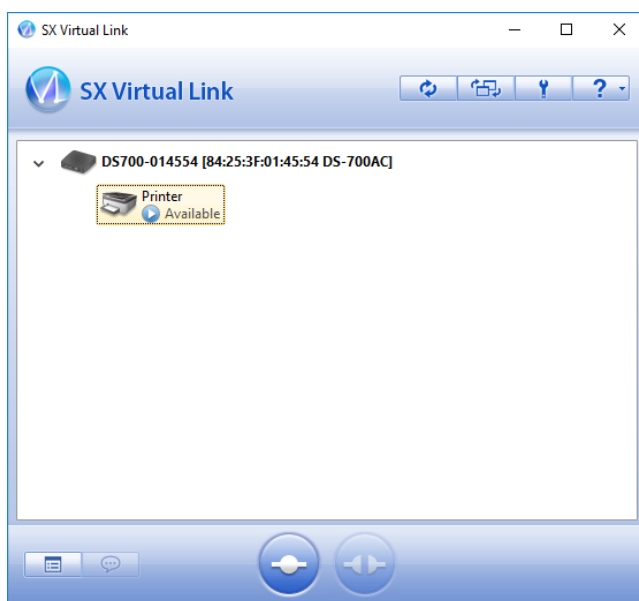 SX Virtual Link
SX Virtual Link
?
DS700-014554 [84:25:3F:01:45:54 DS-700AC]
Printer
Available